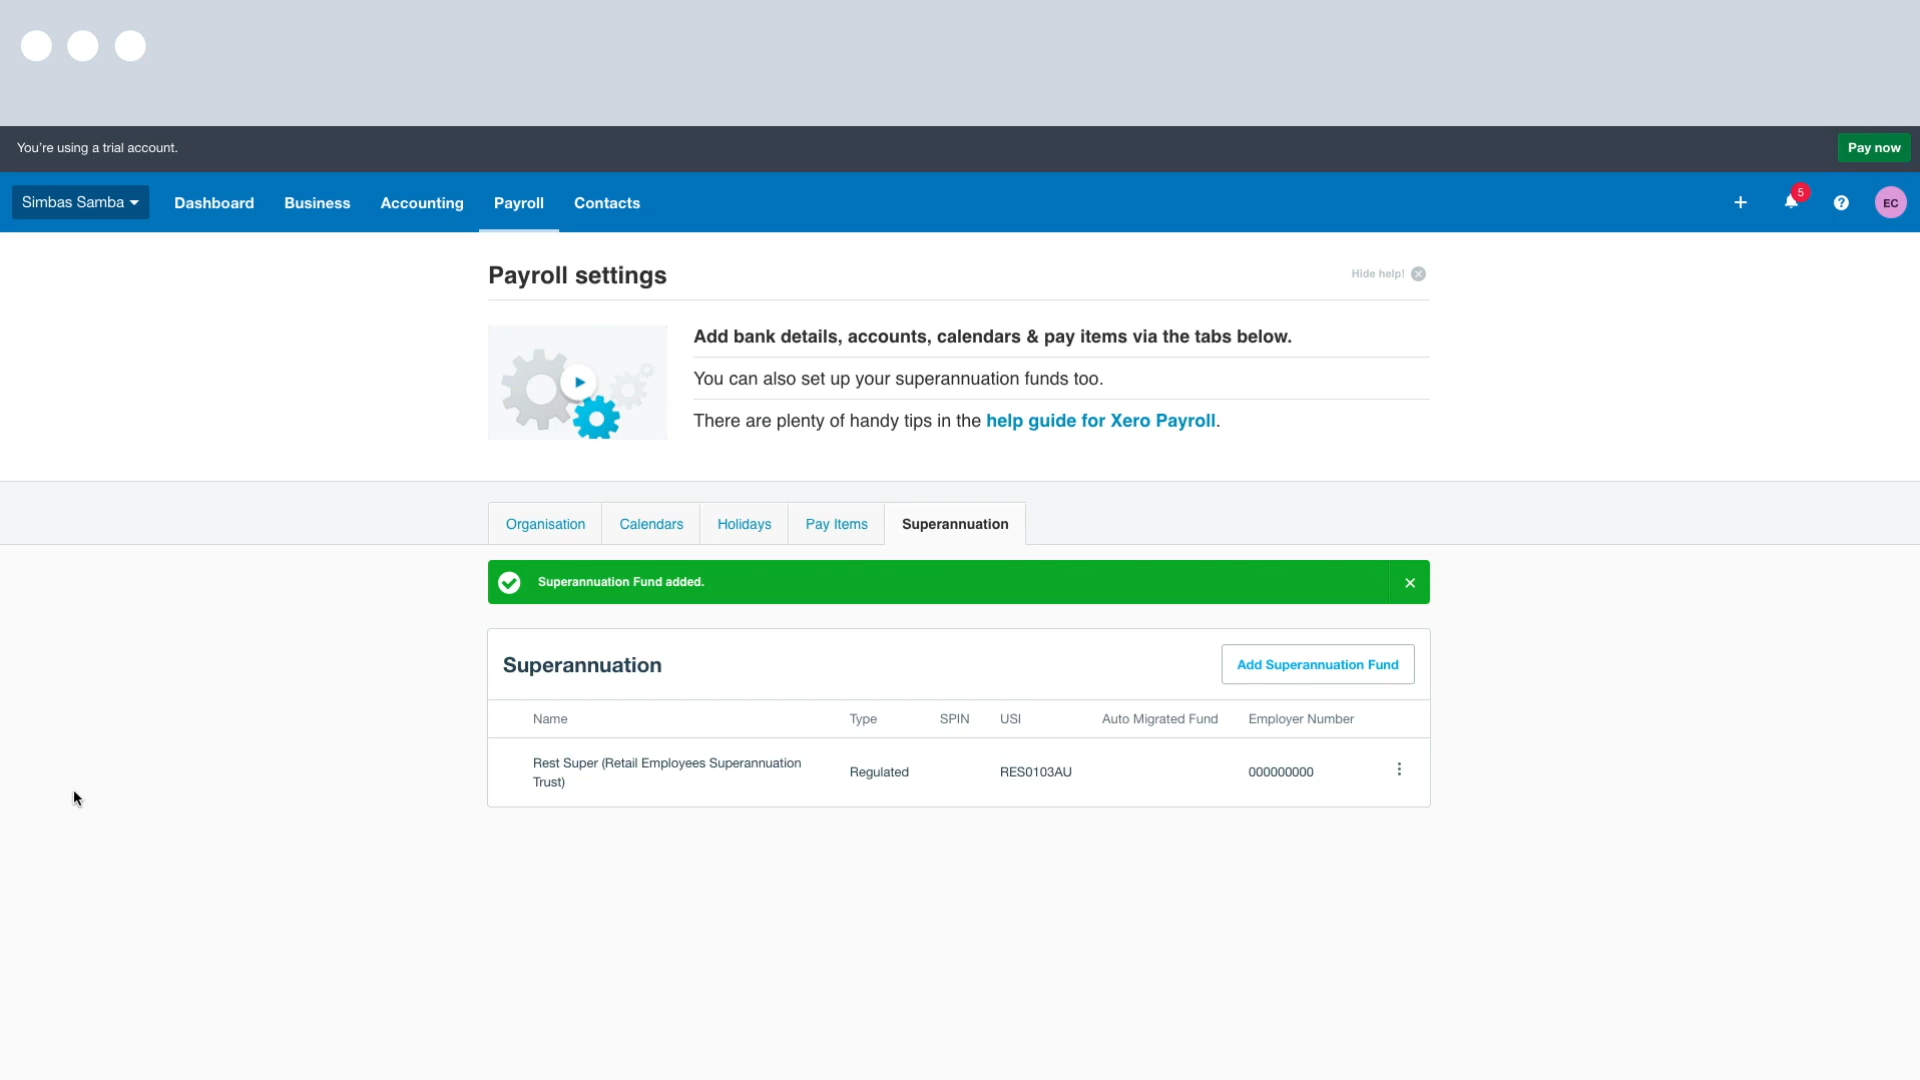 You're using a trial account.
Pay now
Simbas Samba
Dashboard
Business
Accounting
Payroll
Contacts
5
EC
Payroll settings
Hide help!
Add bank details, accounts, calendars & pay items via the tabs below.
You can also set up your superannuation funds too.
There are plenty of handy tips in the help guide for Xero Payroll.
Organisation
Calendars
Holidays
Pay Items
Superannuation
Superannuation Fund added.
Superannuation
Add Superannuation Fund
Name
Type
SPIN
USI
Auto Migrated Fund
Employer Number
Rest Super (Retail Employees Superannuation
Trust)
Regulated
RES0103AU
000000000